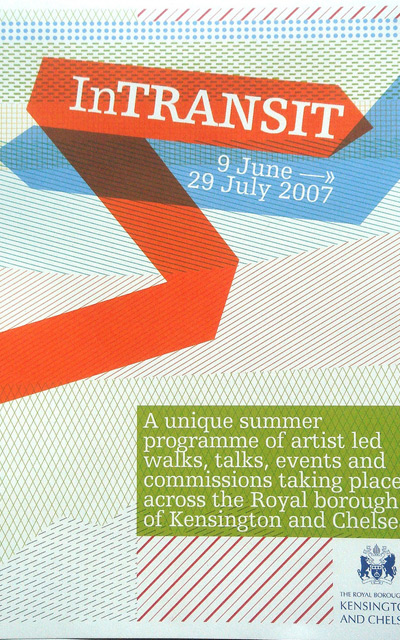 InTRANSIT
9 June —»
29 July 2007
A unique summer
programme of artist led
walks, talks, events and
commissions taking place
across the Royal borough
of Kensington and Chelse
THE ROYAL BOROUG
KENSINGTO
AND CHELS